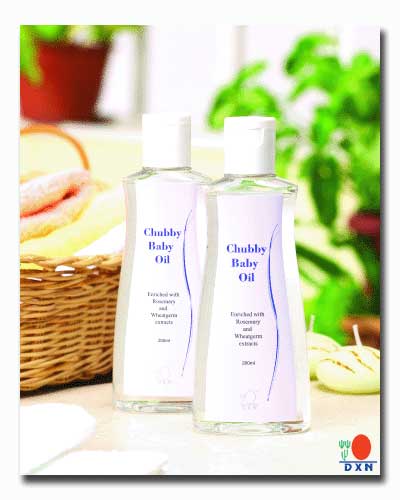 Chubby
Baby
Oil
Enriched with
Rosemary
and
Wheatgerm
extracts
200ml
Chubby
Baby
Oil
Enriched with
Rosemary
and
Wheatgerm
extracts
200ml
DXN